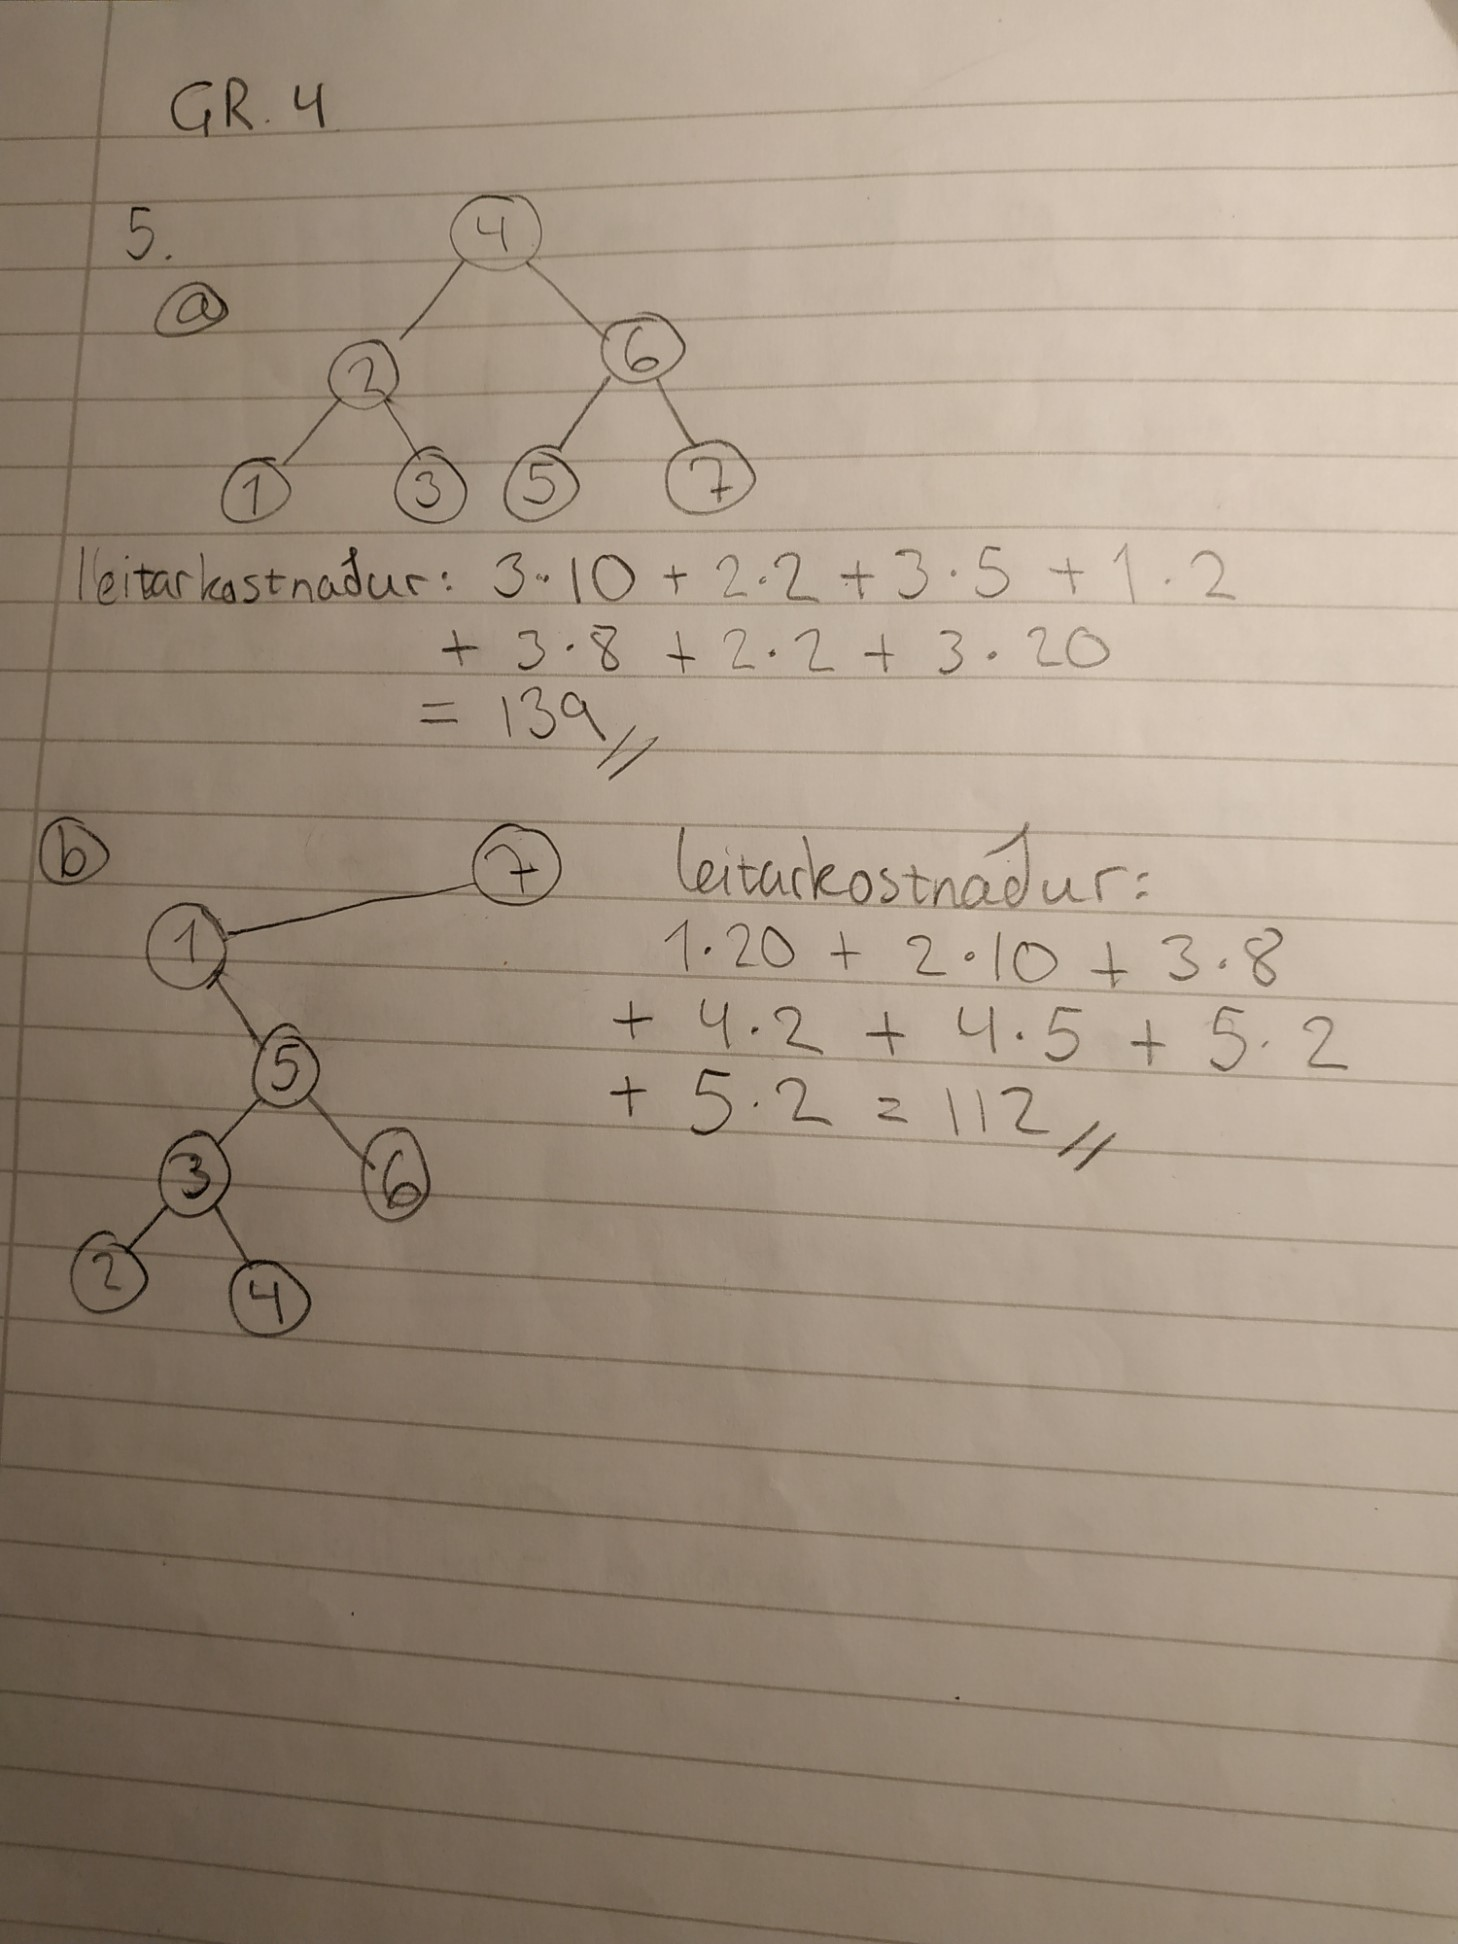 GR. 4
5.
a
4
2 6
1 3 5 7
leitarkostnaður: 3·10 + 2·2 + 3·5 + 1·2
+ 3·8 + 2·2 + 3·20
= 139 //
b
7
1
5
3 6
2 4
leitarkostnaður:
1·20 + 2·10 + 3·8
+ 4·2 + 4·5 + 5·2
+ 5·2 = 112 //